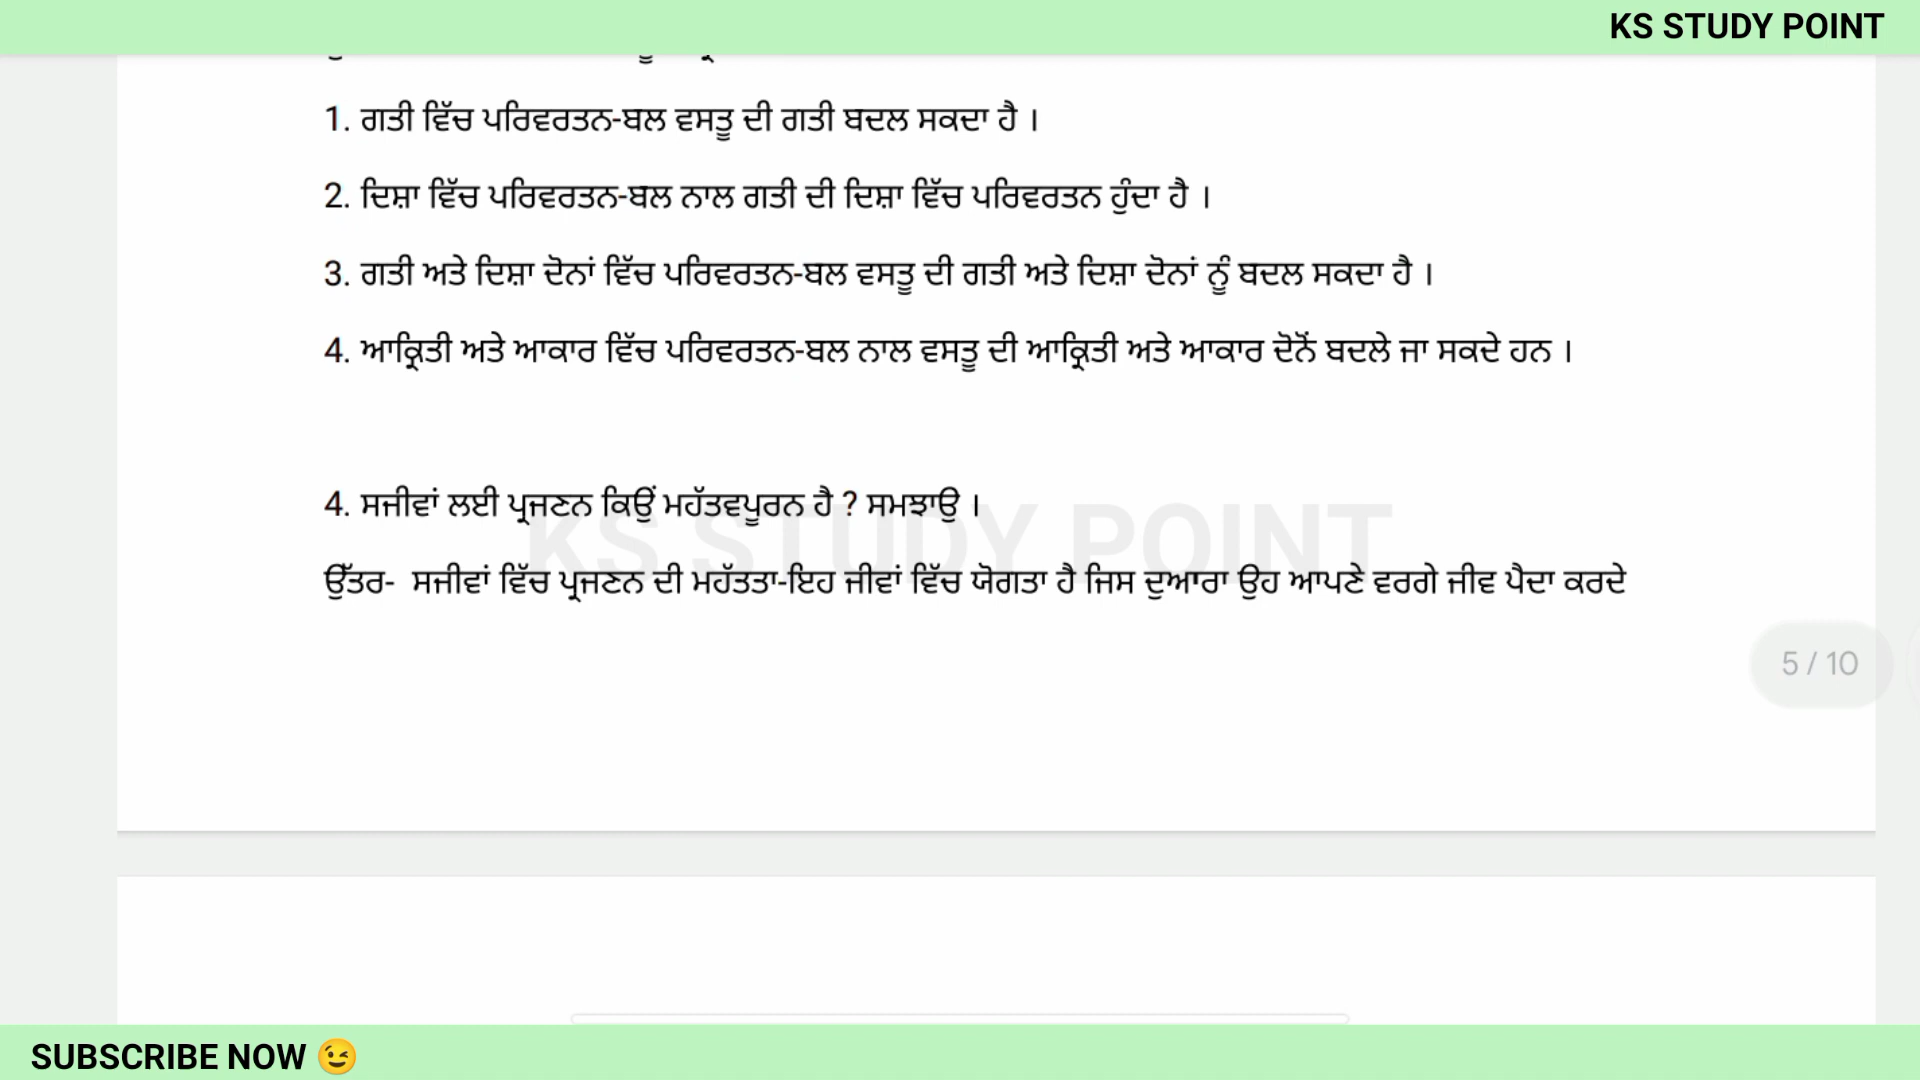 KS STUDY POINT
1. ਗਤੀ ਵਿੱਚ ਪਰਿਵਰਤਨ-ਬਲ ਵਸਤੂ ਦੀ ਗਤੀ ਬਦਲ ਸਕਦਾ ਹੈ ।
2. ਦਿਸ਼ਾ ਵਿੱਚ ਪਰਿਵਰਤਨ-ਬਲ ਨਾਲ ਗਤੀ ਦੀ ਦਿਸ਼ਾ ਵਿੱਚ ਪਰਿਵਰਤਨ ਹੁੰਦਾ ਹੈ ।
3. ਗਤੀ ਅਤੇ ਦਿਸ਼ਾ ਦੋਨਾਂ ਵਿੱਚ ਪਰਿਵਰਤਨ-ਬਲ ਵਸਤੂ ਦੀ ਗਤੀ ਅਤੇ ਦਿਸ਼ਾ ਦੋਨਾਂ ਨੂੰ ਬਦਲ ਸਕਦਾ ਹੈ ।
4. ਆਕ੍ਰਿਤੀ ਅਤੇ ਆਕਾਰ ਵਿੱਚ ਪਰਿਵਰਤਨ-ਬਲ ਨਾਲ ਵਸਤੂ ਦੀ ਆਕ੍ਰਿਤੀ ਅਤੇ ਆਕਾਰ ਦੋਨੋਂ ਬਦਲੇ ਜਾ ਸਕਦੇ ਹਨ ।
4. ਸਜੀਵਾਂ ਲਈ ਪ੍ਰਜਣਨ ਕਿਉਂ ਮਹੱਤਵਪੂਰਨ ਹੈ ? ਸਮਝਾਉ ।
KS STUDY POINT
ਉੱਤਰ- ਸਜੀਵਾਂ ਵਿੱਚ ਪ੍ਰਜਣਨ ਦੀ ਮਹੱਤਤਾ-ਇਹ ਜੀਵਾਂ ਵਿੱਚ ਯੋਗਤਾ ਹੈ ਜਿਸ ਦੁਆਰਾ ਉਹ ਆਪਣੇ ਵਰਗੇ ਜੀਵ ਪੈਦਾ ਕਰਦੇ
5 / 10
SUBSCRIBE NOW 😉